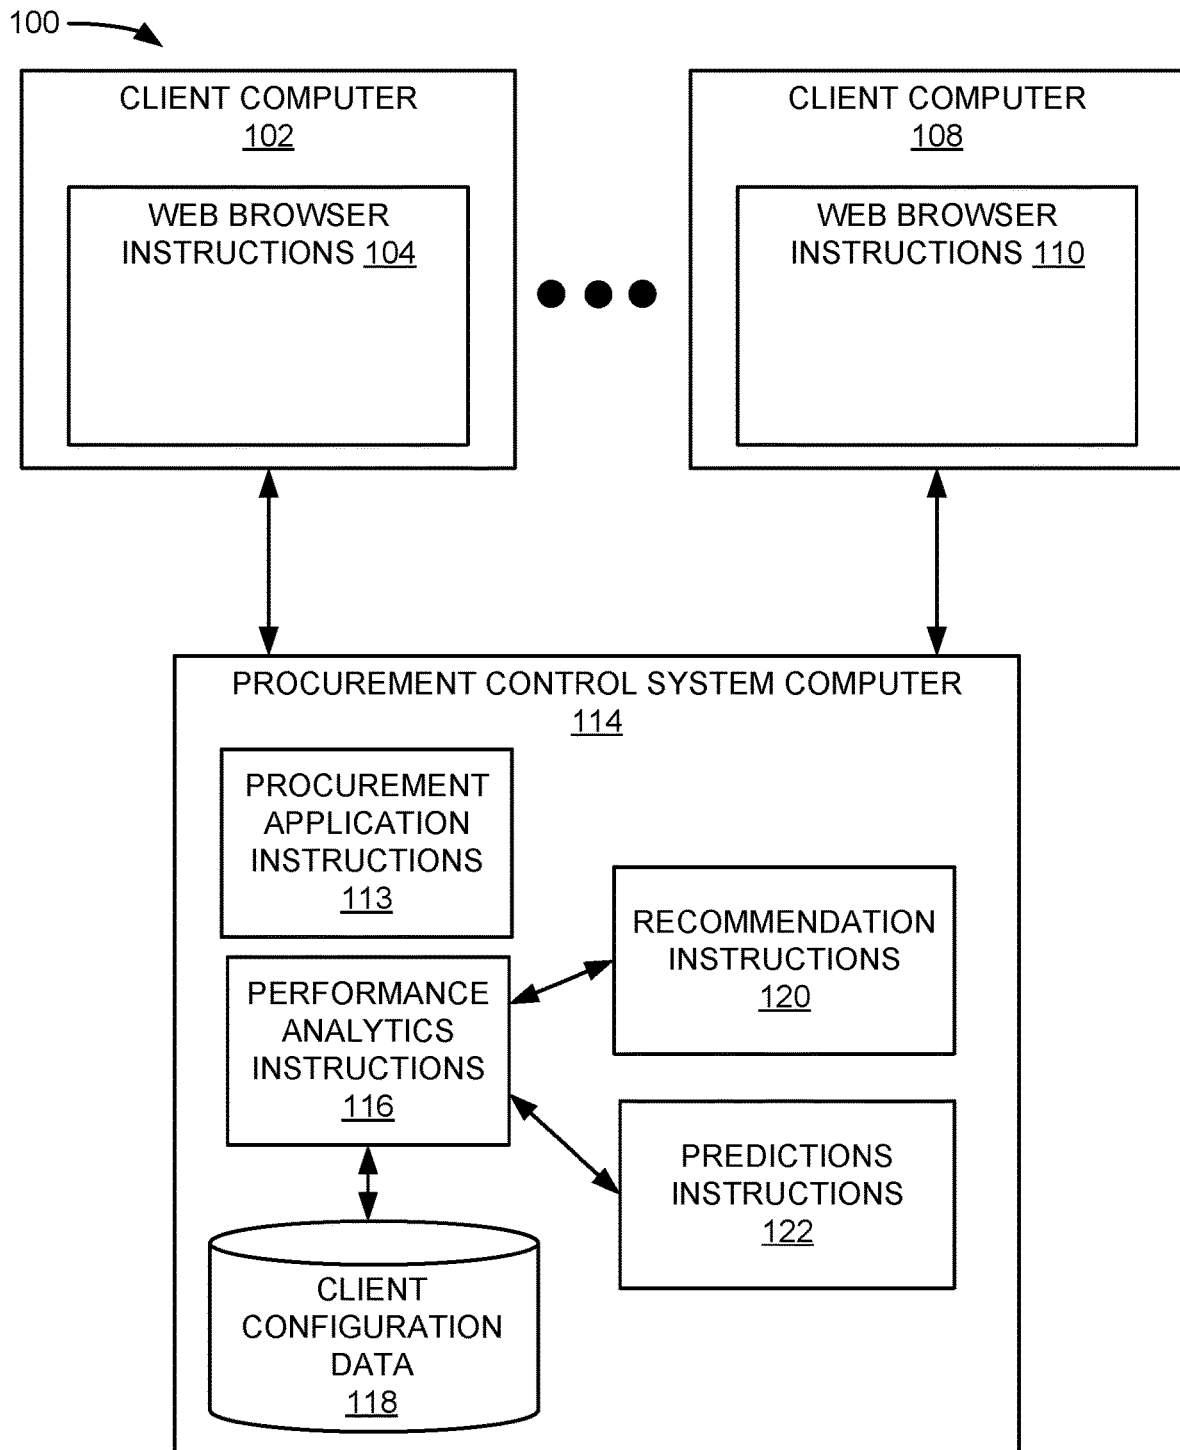 100
CLIENT COMPUTER
102
WEB BROWSER
INSTRUCTIONS 104
CLIENT COMPUTER
108
WEB BROWSER
INSTRUCTIONS 110
PROCUREMENT CONTROL SYSTEM COMPUTER
114
PROCUREMENT
APPLICATION
INSTRUCTIONS
113
PERFORMANCE
ANALYTICS
INSTRUCTIONS
116
RECOMMENDATION
INSTRUCTIONS
120
PREDICTIONS
INSTRUCTIONS
122
CLIENT
CONFIGURATION
DATA
118